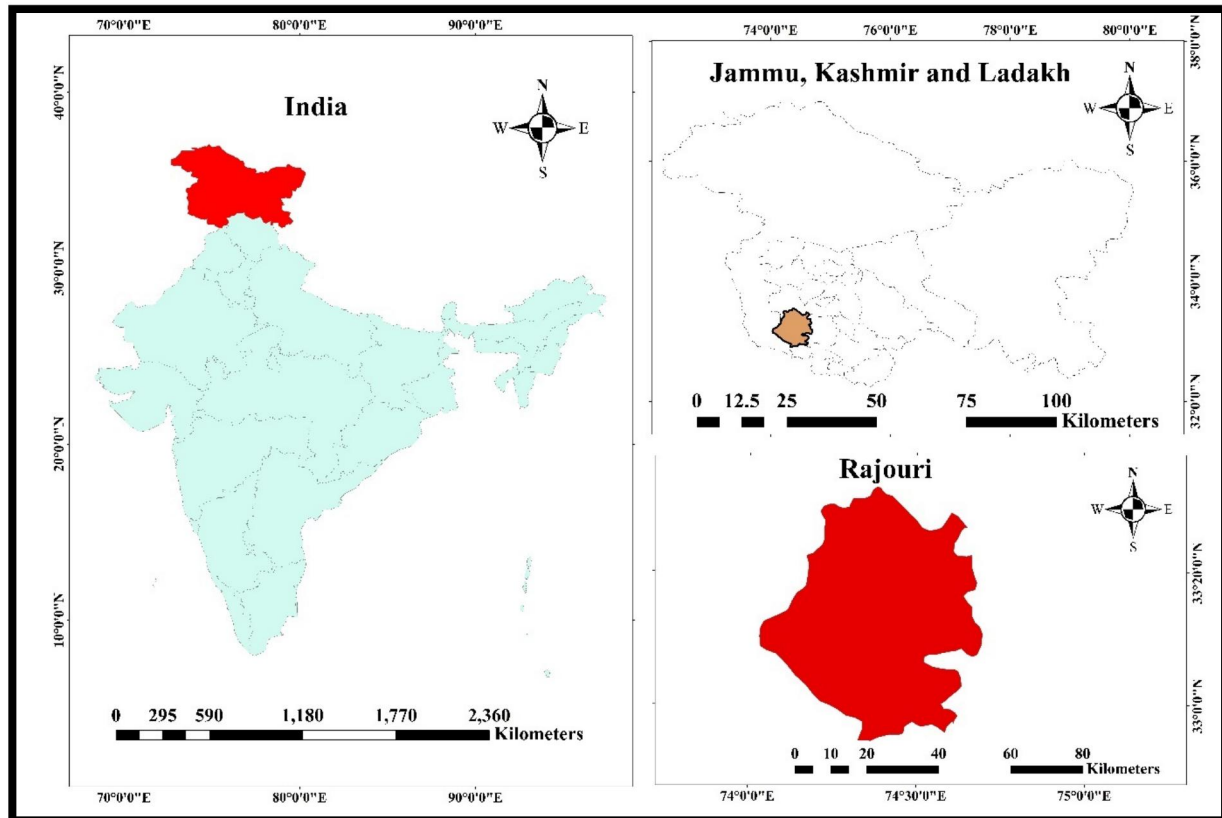 70°0'0"E 80°0'0"E 90°0'0"E
India
N
W E
S
40°0'0"N
30°0'0"N
20°0'0"N
10°0'0"N
0 295 590 1,180 1,770 2,360
Kilometers
70°0'0"E 80°0'0"E 90°0'0"E
74°0'0"E 76°0'0"E 78°0'0"E 80°0'0"E
Jammu, Kashmir and Ladakh
N
W E
S
38°0'0"N
36°0'0"N
34°0'0"N
32°0'0"N
0 12.5 25 50 75 100
Kilometers
Rajouri
N
W E
S
33°20'0"N
33°0'0"N
0 10 20 40 60 80
Kilometers
74°0'0"E 74°30'0"E 75°0'0"E